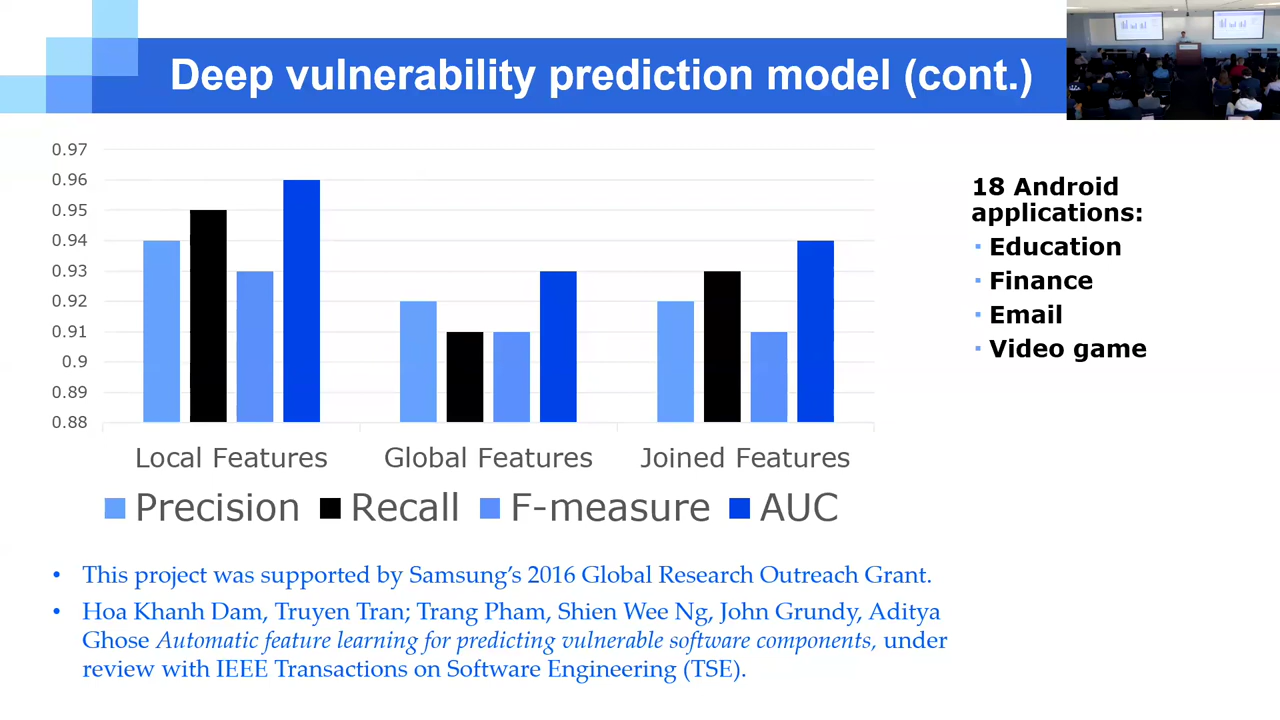 Deep vulnerability prediction model (cont.)
0.97
0.96
0.95
0.94
0.93
0.92
0.91
0.9
0.89
0.88
Local Features
Global Features
Joined Features
Precision
Recall
F-measure
AUC
18 Android
applications:
▪ Education
▪ Finance
▪ Email
▪ Video game
• This project was supported by Samsung’s 2016 Global Research Outreach Grant.
• Hoa Khanh Dam, Truyen Tran; Trang Pham, Shien Wee Ng, John Grundy, Aditya
Ghose Automatic feature learning for predicting vulnerable software components, under
review with IEEE Transactions on Software Engineering (TSE).